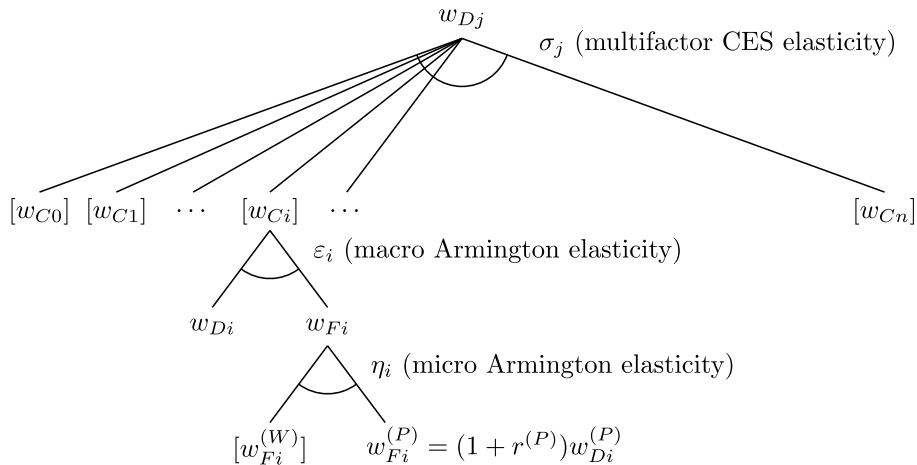 w_{Dj}
σ_j (multifactor CES elasticity)
[w_{C0}] [w_{C1}] ⋯ [w_{Ci}] ⋯ [w_{Cn}]
ε_i (macro Armington elasticity)
w_{Di} w_{Fi}
η_i (micro Armington elasticity)
[w_{Fi}^{(W)}] w_{Fi}^{(P)} = (1 + r^{(P)})w_{Di}^{(P)}